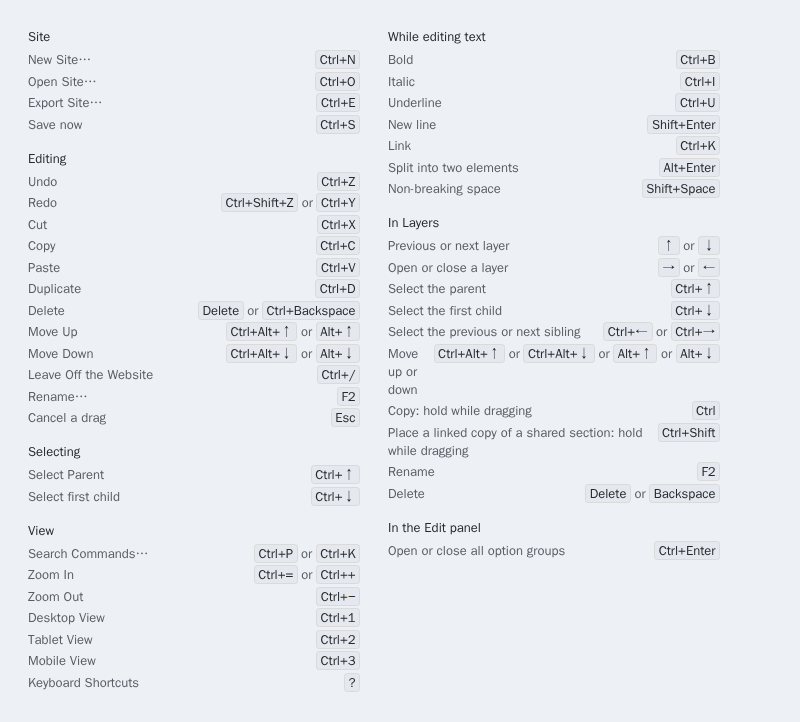 Site
New Site⋯ Ctrl+N
Open Site⋯ Ctrl+O
Export Site⋯ Ctrl+E
Save now Ctrl+S
Editing
Undo Ctrl+Z
Redo Ctrl+Shift+Z or Ctrl+Y
Cut Ctrl+X
Copy Ctrl+C
Paste Ctrl+V
Duplicate Ctrl+D
Delete Delete or Ctrl+Backspace
Move Up Ctrl+Alt+↑ or Alt+↑
Move Down Ctrl+Alt+↓ or Alt+↓
Leave Off the Website Ctrl+/
Rename⋯ F2
Cancel a drag Esc
Selecting
Select Parent Ctrl+↑
Select first child Ctrl+↓
View
Search Commands⋯ Ctrl+P or Ctrl+K
Zoom In Ctrl+= or Ctrl++
Zoom Out Ctrl+−
Desktop View Ctrl+1
Tablet View Ctrl+2
Mobile View Ctrl+3
Keyboard Shortcuts ?
While editing text
Bold Ctrl+B
Italic Ctrl+I
Underline Ctrl+U
New line Shift+Enter
Link Ctrl+K
Split into two elements Alt+Enter
Non-breaking space Shift+Space
In Layers
Previous or next layer ↑ or ↓
Open or close a layer → or ←
Select the parent Ctrl+↑
Select the first child Ctrl+↓
Select the previous or next sibling Ctrl+← or Ctrl+→
Move Ctrl+Alt+↑ or Ctrl+Alt+↓ or Alt+↑ or Alt+↓
up or
down
Copy: hold while dragging Ctrl
Place a linked copy of a shared section: hold Ctrl+Shift
while dragging
Rename F2
Delete Delete or Backspace
In the Edit panel
Open or close all option groups Ctrl+Enter